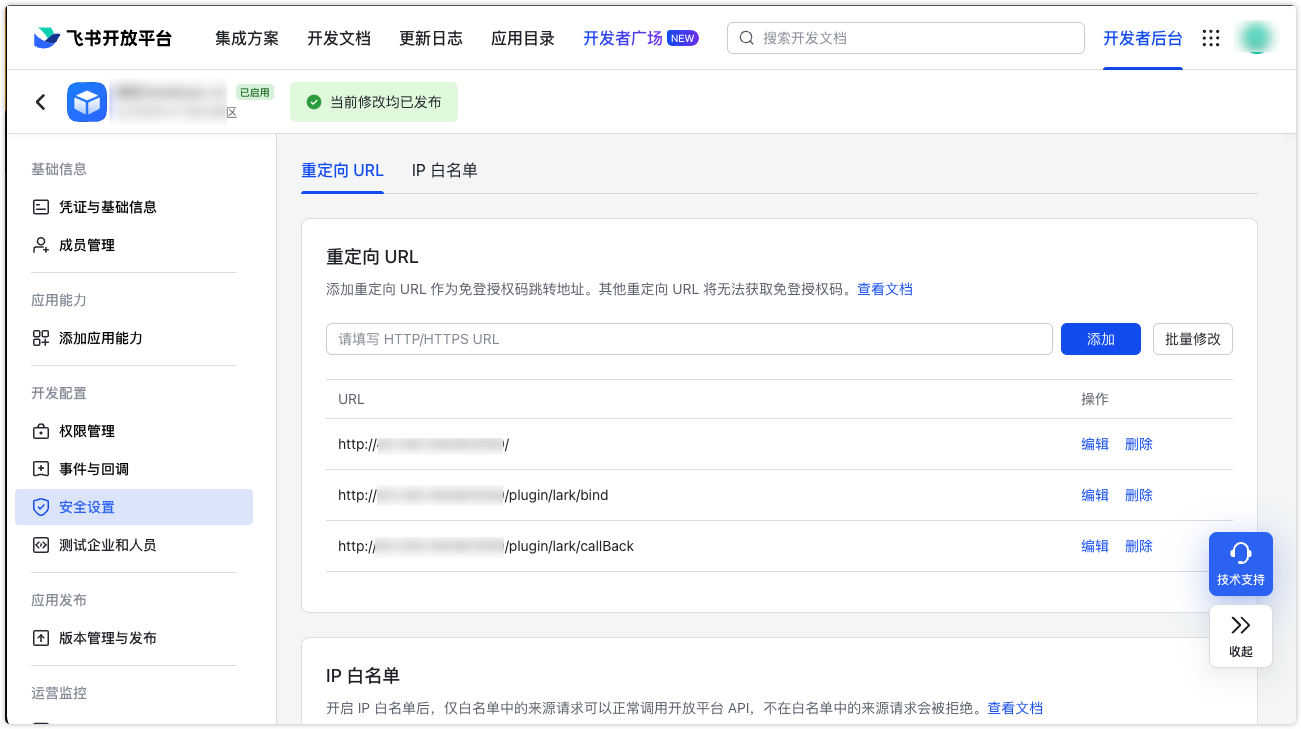 飞书开放平台 集成方案 开发文档 更新日志 应用目录 开发者广场 NEW 搜索开发文档 开发者后台
已启用
区
当前修改均已发布
基础信息
凭证与基础信息
成员管理
应用能力
添加应用能力
开发配置
权限管理
事件与回调
安全设置
测试企业和人员
应用发布
版本管理与发布
运营监控
重定向 URL IP 白名单
重定向 URL
添加重定向 URL 作为免登授权码跳转地址。其他重定向 URL 将无法获取免登授权码。查看文档
请填写 HTTP/HTTPS URL 添加 批量修改
URL 操作
http:// / 编辑 删除
http:// /plugin/lark/bind 编辑 删除
http:// /plugin/lark/callBack 编辑 删除
技术支持
收起
IP 白名单
开启 IP 白名单后，仅白名单中的来源请求可以正常调用开放平台 API，不在白名单中的来源请求会被拒绝。查看文档